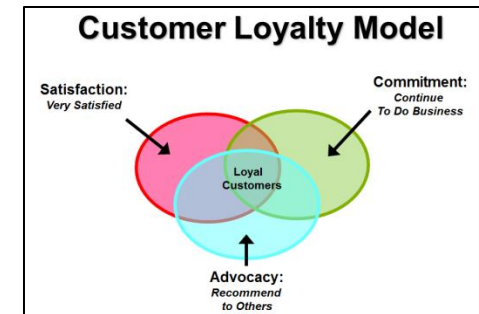 Customer Loyalty Model
Satisfaction:
Very Satisfied
Commitment:
Continue
To Do Business
Loyal
Customers
Advocacy:
Recommend
to Others